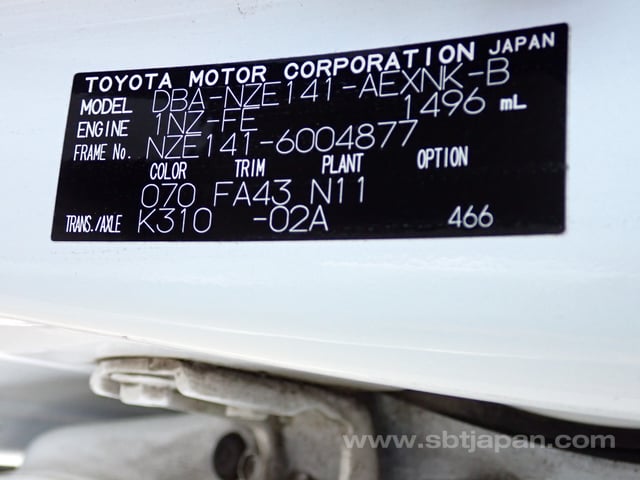 TOYOTA MOTOR CORPORATION JAPAN
MODEL DBA-NZE141-AEXNK-B
ENGINE 1NZ-FE 1496 mL
FRAME No. NZE141-6004877
COLOR TRIM PLANT OPTION
070 FA43 N11
TRANS./AXLE K310 -02A 466
www.sbtjapan.com